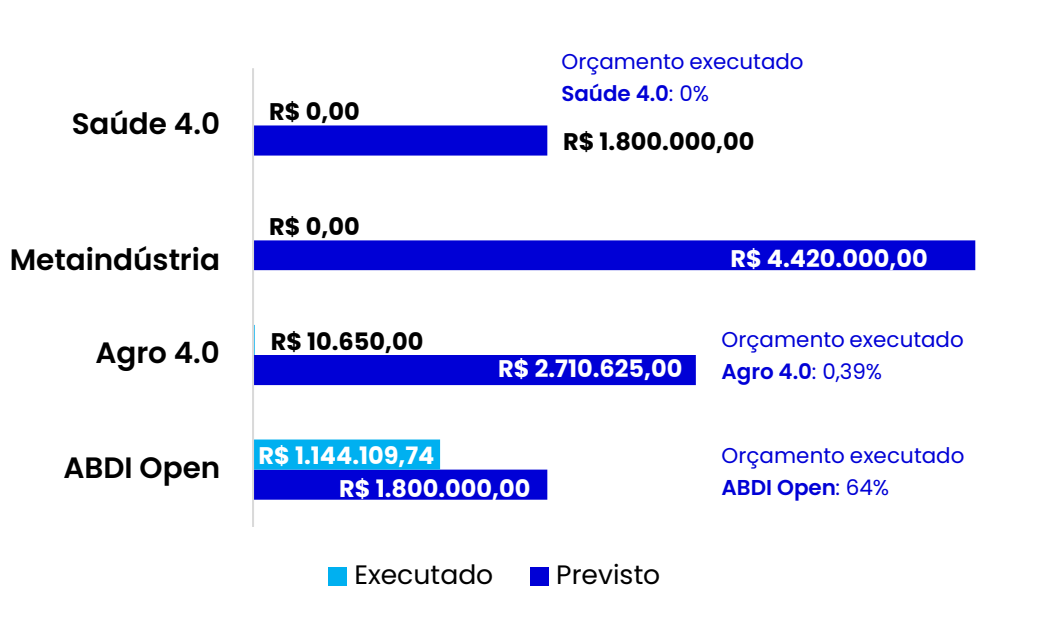 Orçamento executado
Saúde 4.0: 0%
Saúde 4.0
R$ 0,00
R$ 1.800.000,00
Metaindústria
R$ 0,00
R$ 4.420.000,00
Agro 4.0
R$ 10.650,00
R$ 2.710.625,00
Orçamento executado
Agro 4.0: 0,39%
ABDI Open
R$ 1.144.109,74
R$ 1.800.000,00
Orçamento executado
ABDI Open: 64%
Executado
Previsto